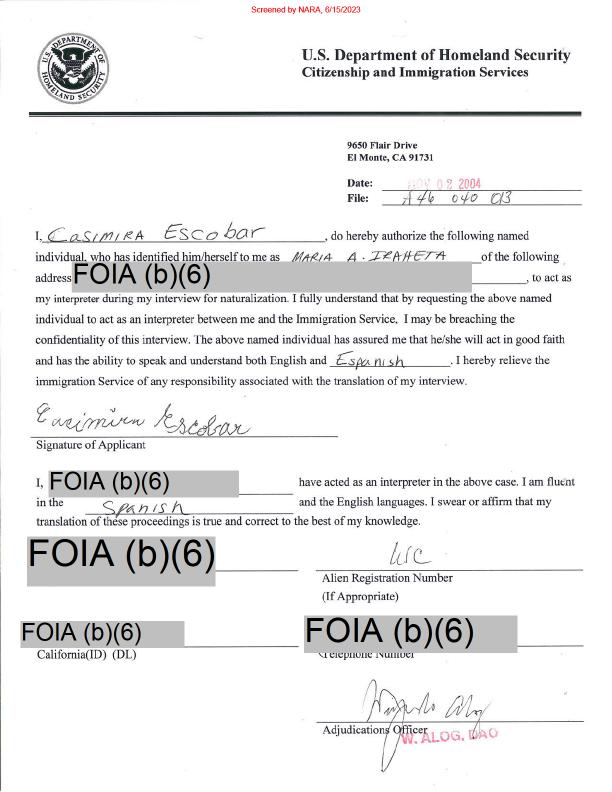 Screened by NARA, 6/15/2023
U.S. DEPARTMENT OF
HOMELAND SECURITY
U.S. Department of Homeland Security
Citizenship and Immigration Services
9650 Flair Drive
El Monte, CA 91731
Date: NOV 02 2004
File: A46 040 013
I, CASIMIRA ESCobar, do hereby authorize the following named
individual, who has identified him/herself to me as MARIA A. IRAHETA of the following
address FOIA (b)(6), to act as
my interpreter during my interview for naturalization. I fully understand that by requesting the above named
individual to act as an interpreter between me and the Immigration Service, I may be breaching the
confidentiality of this interview. The above named individual has assured me that he/she will act in good faith
and has the ability to speak and understand both English and Espanish. I hereby relieve the
immigration Service of any responsibility associated with the translation of my interview.
Casimira Escobar
Signature of Applicant
I, FOIA (b)(6) have acted as an interpreter in the above case. I am fluent
in the Spanish and the English languages. I swear or affirm that my
translation of these proceedings is true and correct to the best of my knowledge.
FOIA (b)(6)
Alien Registration Number
(If Appropriate)
FOIA (b)(6) FOIA (b)(6)
California(ID) (DL) Telephone Number
Adjudications Officer
W. ALOG, DAO